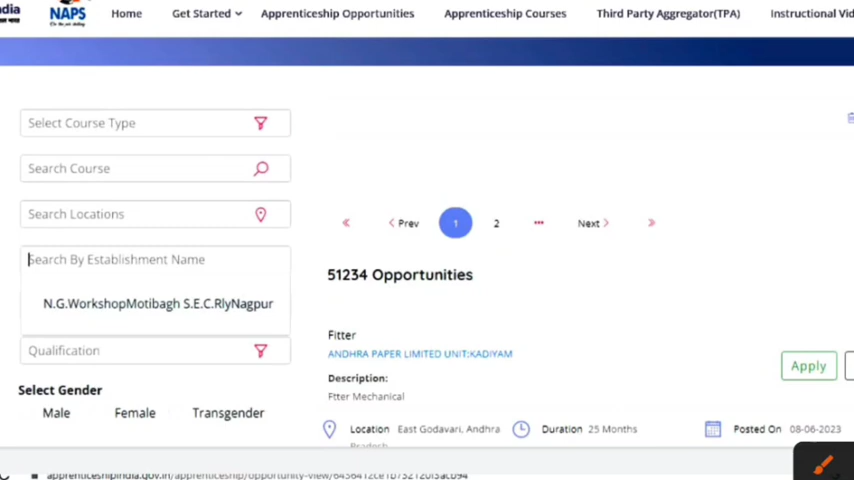 ndia
NAPS
Home
Get Started
Apprenticeship Opportunities
Apprenticeship Courses
Third Party Aggregator(TPA)
Instructional Vid
Select Course Type
Search Course
Search Locations
Prev
1
2
Next
Search By Establishment Name
51234 Opportunities
N.G.WorkshopMotibagh S.E.C.RlyNagpur
Fitter
Qualification
ANDHRA PAPER LIMITED UNIT:KADIYAM
Apply
Description:
Select Gender
Ftter Mechanical
Male
Female
Transgender
Location East Godavari, Andhra
Pradesh
Duration 25 Months
Posted On 08-06-2023